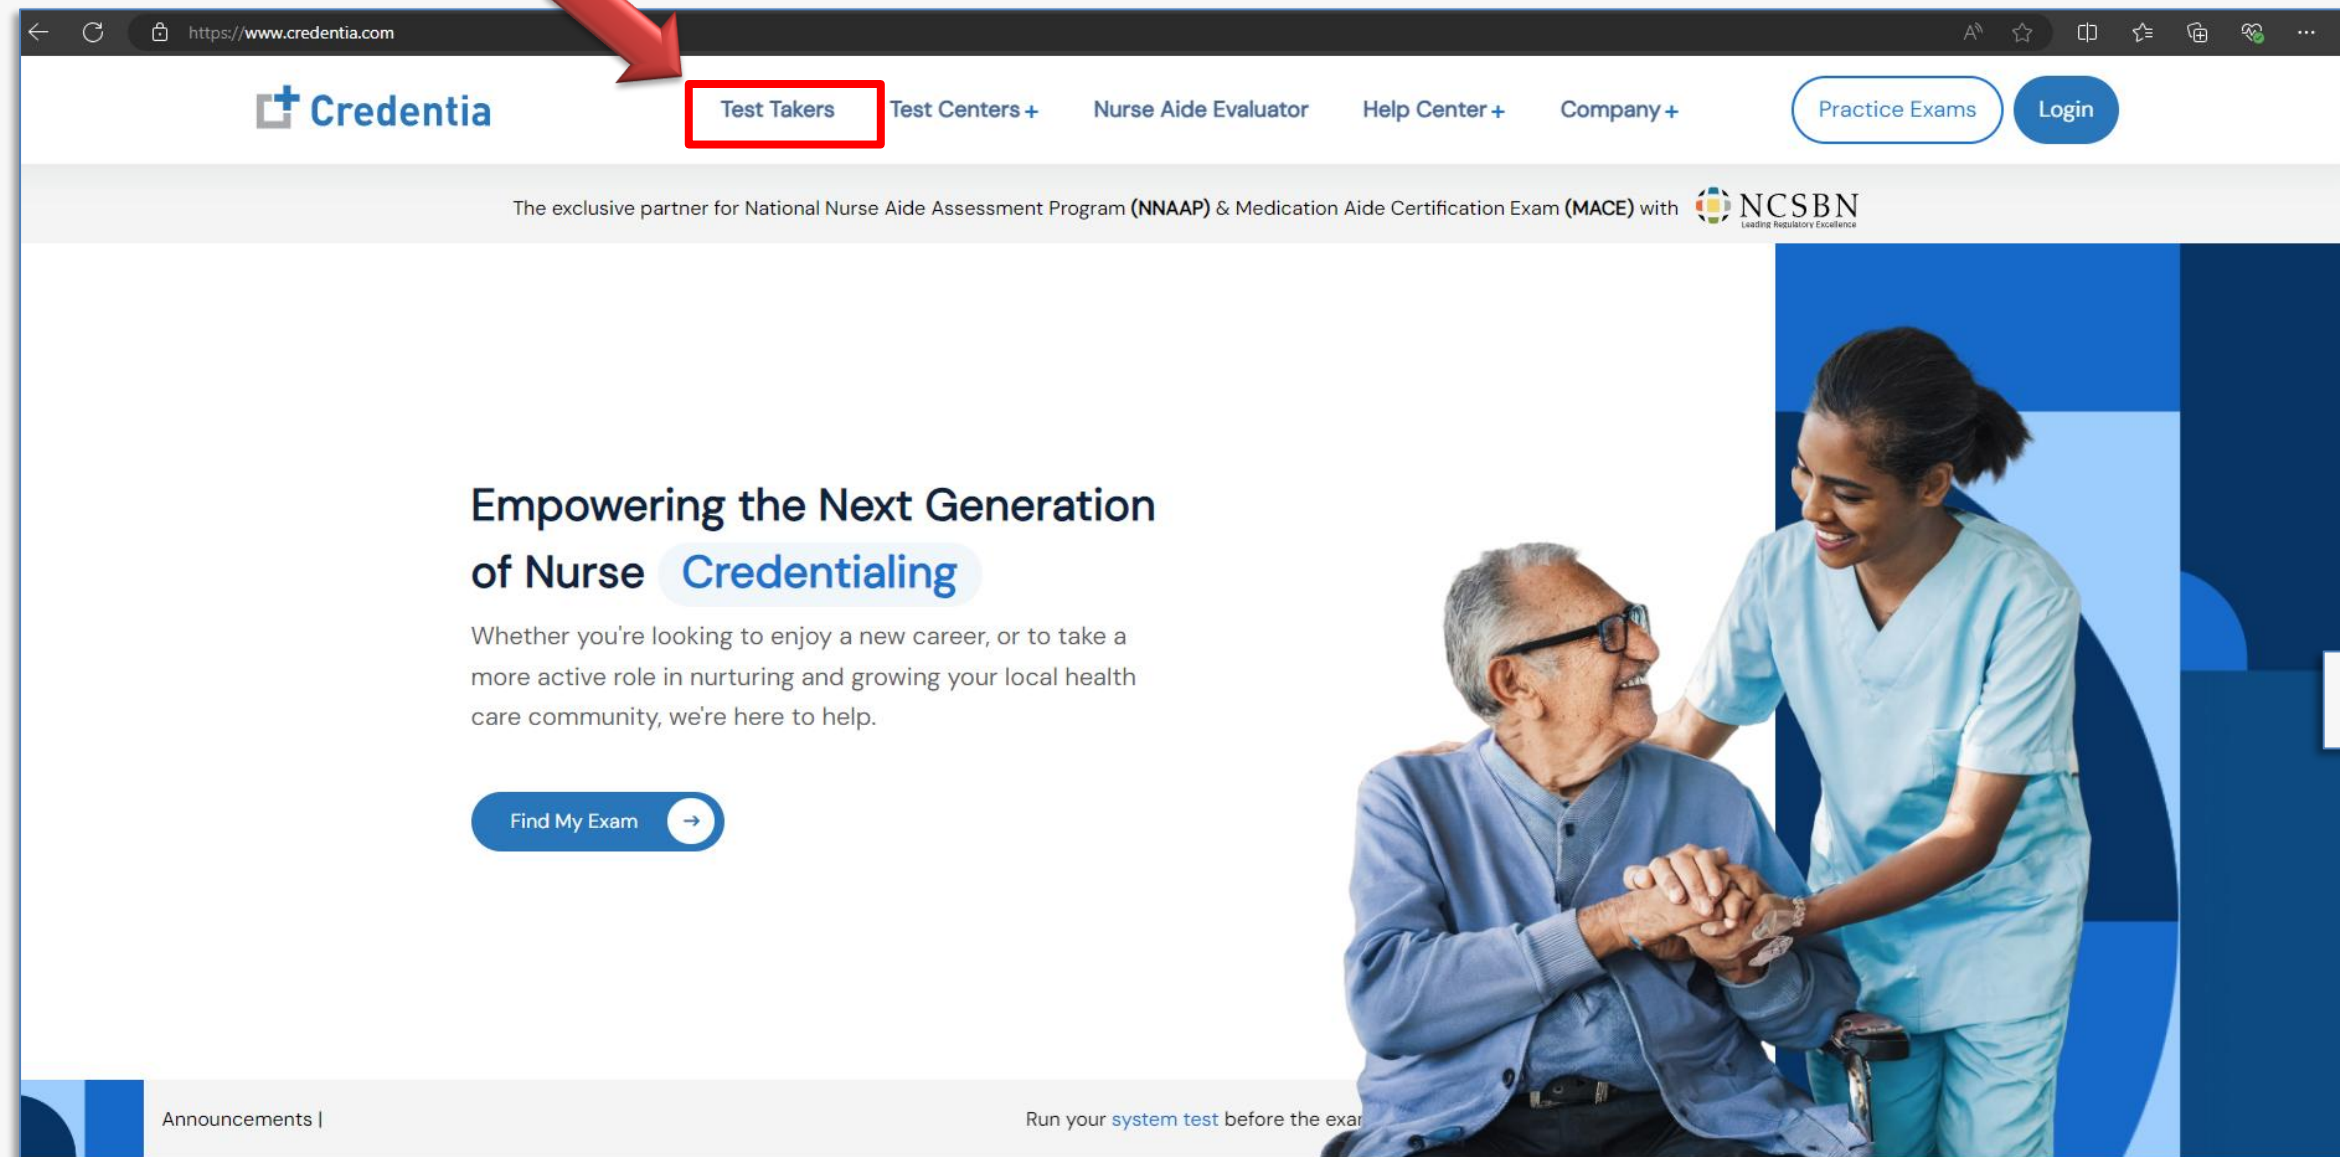 https://www.credentia.com
Credentia
Test Takers
Test Centers +
Nurse Aide Evaluator
Help Center +
Company +
Practice Exams
Login
The exclusive partner for National Nurse Aide Assessment Program (NNAAP) & Medication Aide Certification Exam (MACE) with
NCSBN
Leading Regulatory Excellence
Empowering the Next Generation
of Nurse Credentialing
Whether you're looking to enjoy a new career, or to take a
more active role in nurturing and growing your local health
care community, we're here to help.
Find My Exam
Announcements |
Run your system test before the